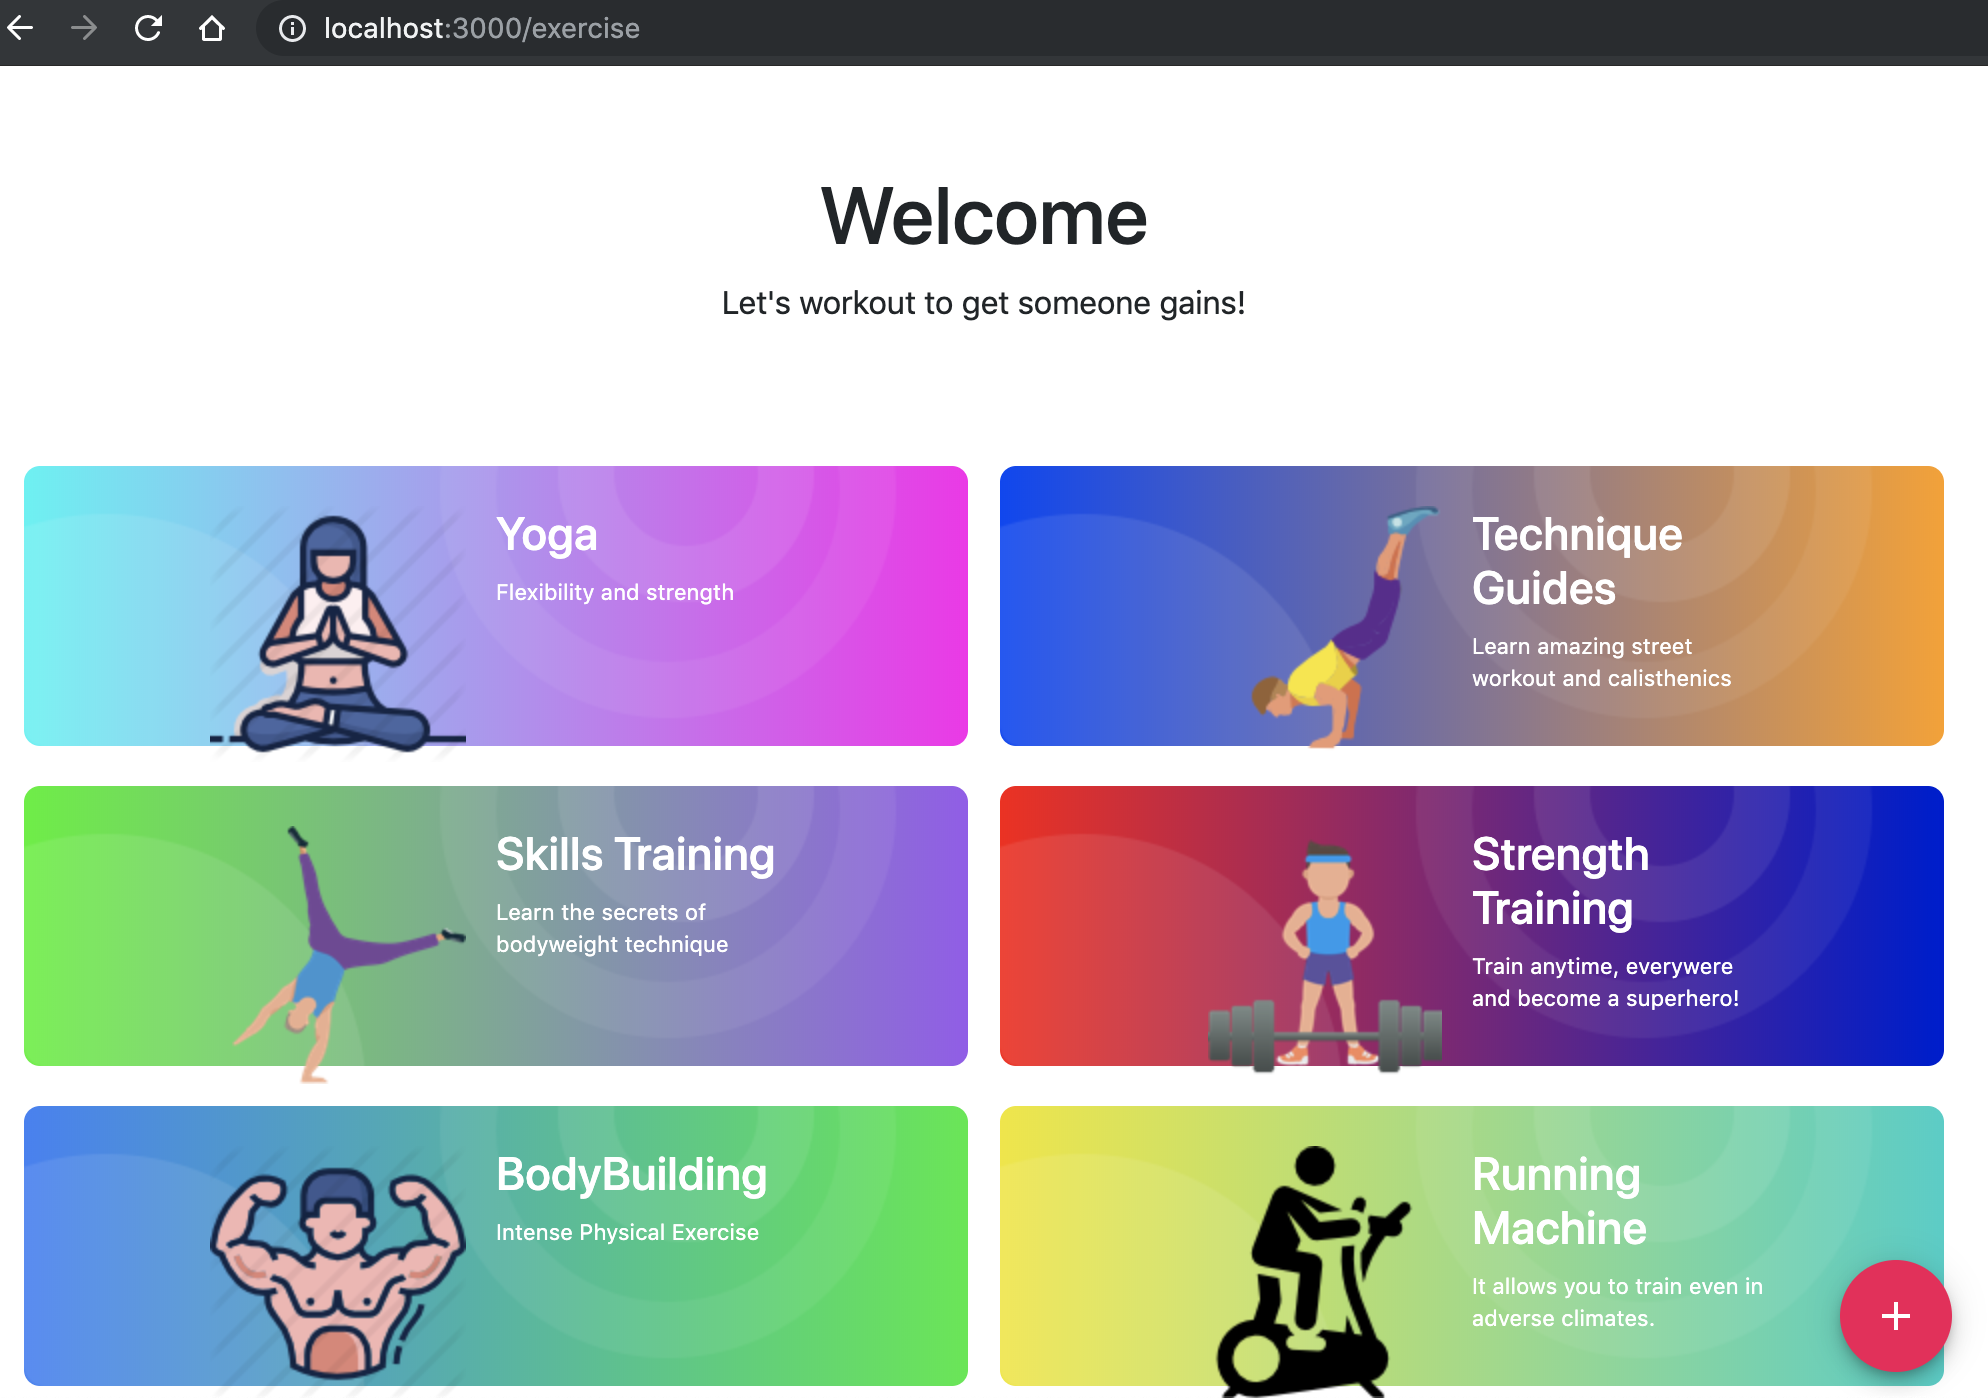 localhost:3000/exercise
Welcome
Let's workout to get someone gains!
Yoga
Flexibility and strength
Technique
Guides
Learn amazing street
workout and calisthenics
Skills Training
Learn the secrets of
bodyweight technique
Strength
Training
Train anytime, everywere
and become a superhero!
BodyBuilding
Intense Physical Exercise
Running
Machine
It allows you to train even in
adverse climates.
+